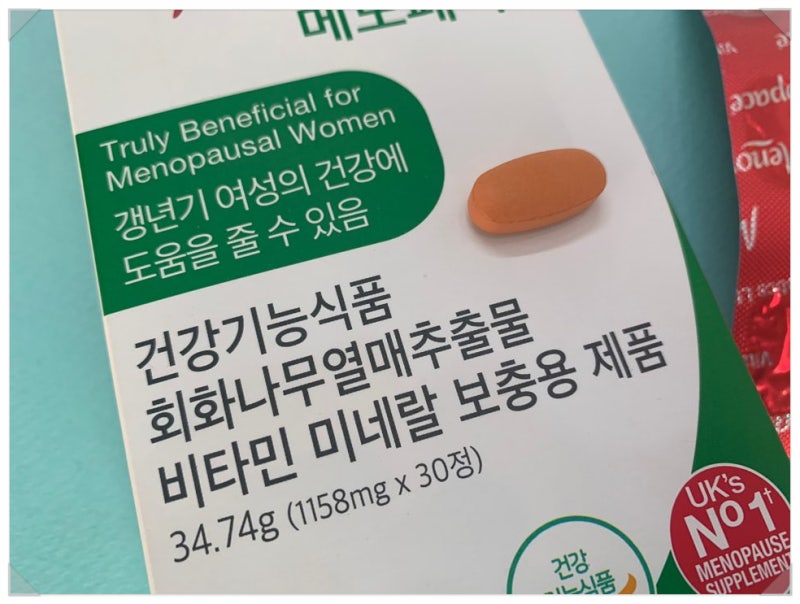 Truly Beneficial for
Menopausal Women
갱년기 여성의 건강에
도움을 줄 수 있음
건강기능식품
회화나무열매추출물
비타민 미네랄 보충용 제품
34.74g (1158mg x 30정)
UK's
No1†
MENOPAUSE
SUPPLEMENT
건강